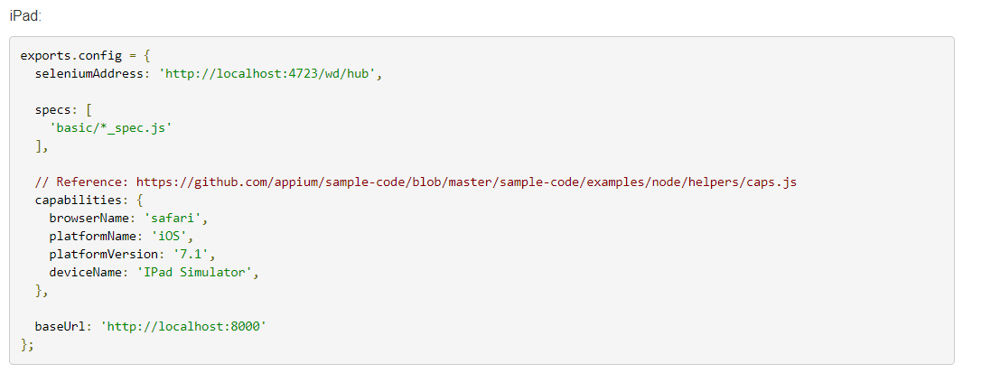 iPad:
exports.config = {
  seleniumAddress: 'http://localhost:4723/wd/hub',
  specs: [
    'basic/*_spec.js'
  ],
  // Reference: https://github.com/appium/sample-code/blob/master/sample-code/examples/node/helpers/caps.js
  capabilities: {
    browserName: 'safari',
    platformName: 'iOS',
    platformVersion: '7.1',
    deviceName: 'IPad Simulator',
  },
  baseUrl: 'http://localhost:8000'
};